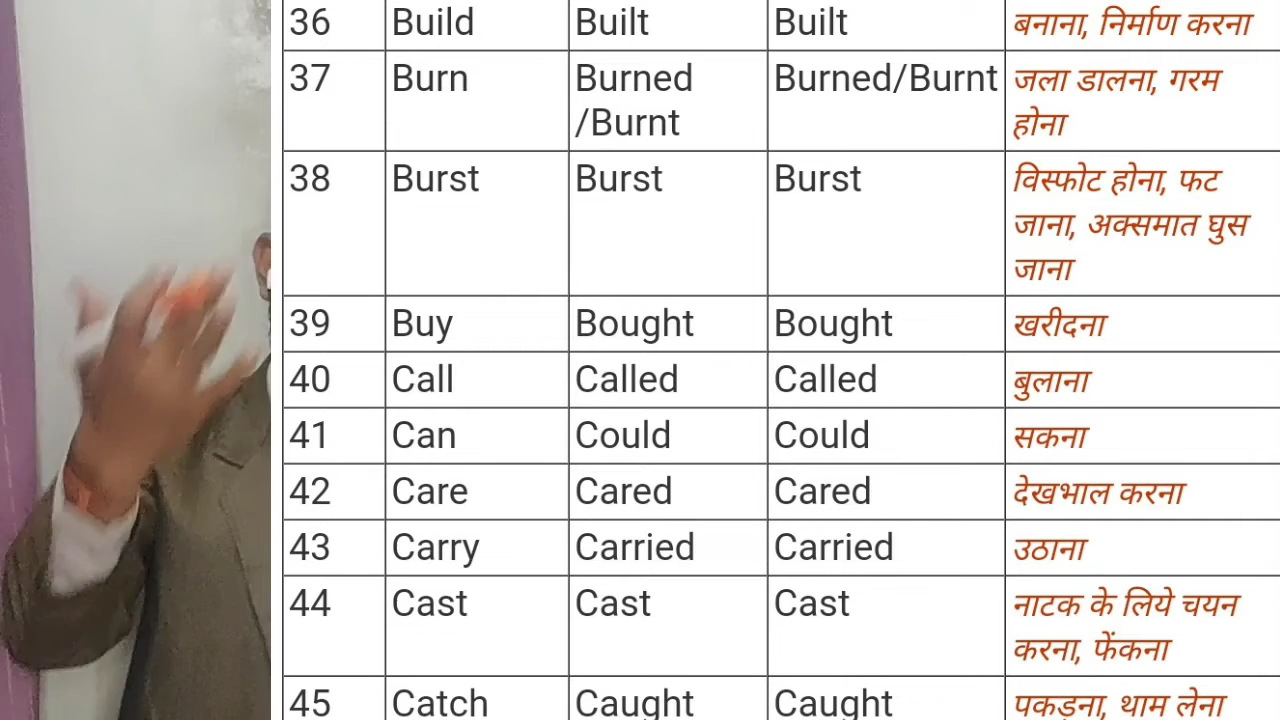 36 Build Built Built बनाना, निर्माण करना
37 Burn Burned Burned/Burnt जला डालना, गरम
/Burnt होना
38 Burst Burst Burst विस्फोट होना, फट
जाना, अक्समात घुस
जाना
39 Buy Bought Bought खरीदना
40 Call Called Called बुलाना
41 Can Could Could सकना
42 Care Cared Cared देखभाल करना
43 Carry Carried Carried उठाना
44 Cast Cast Cast नाटक के लिये चयन
करना, फेंकना
45 Catch Caught Caught पकड़ना, थाम लेना